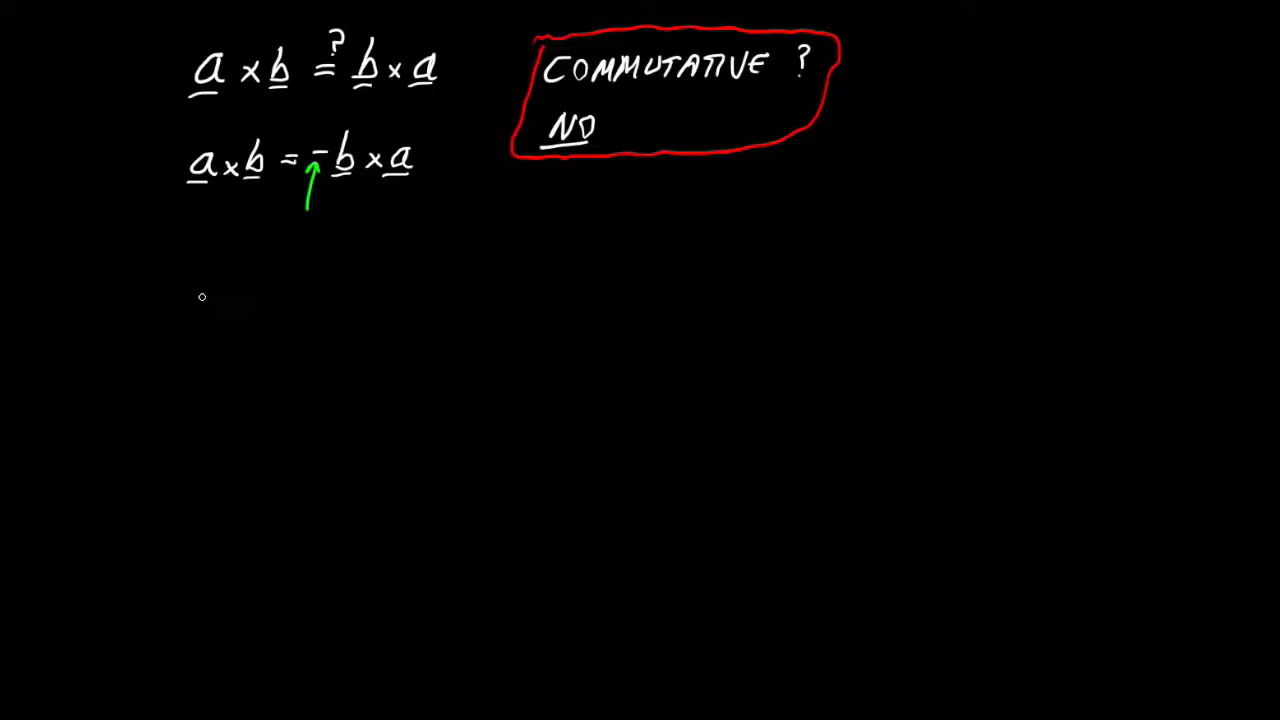 a × b =? b × a
COMMUTATIVE ?
NO
a × b = - b × a